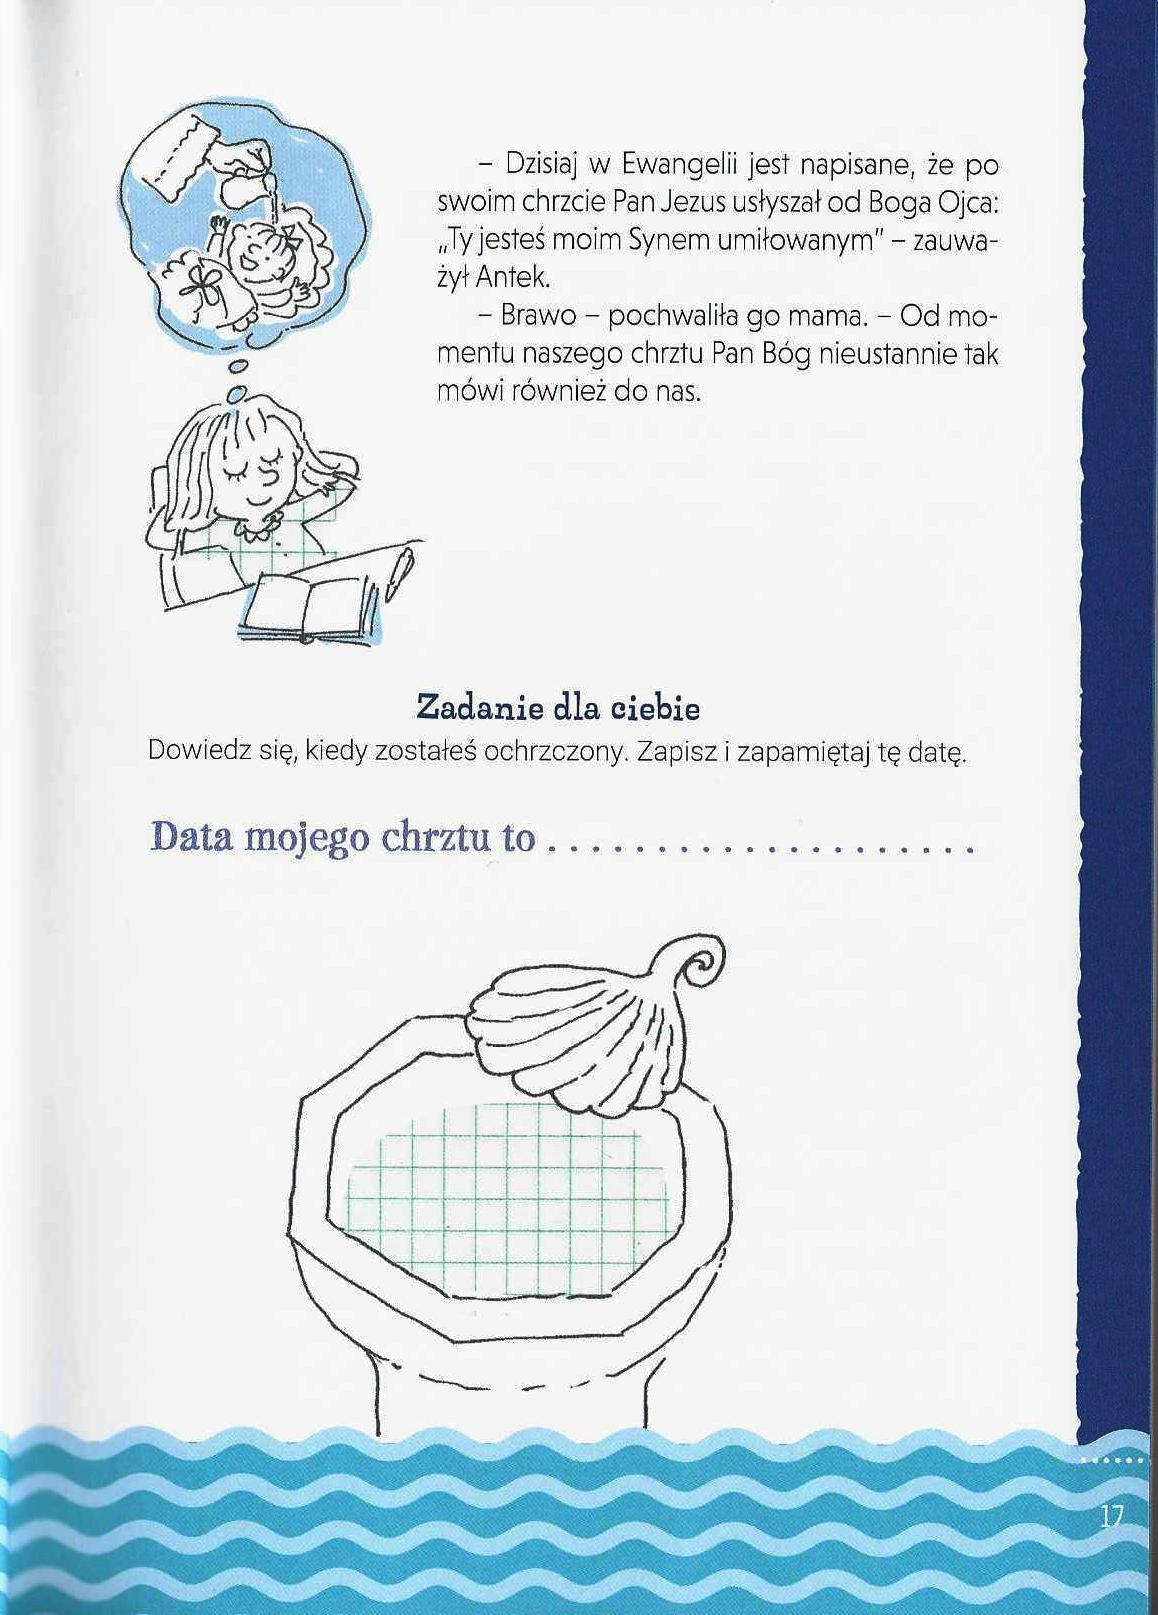 – Dzisiaj w Ewangelii jest napisane, że po
swoim chrzcie Pan Jezus usłyszał od Boga Ojca:
„Ty jesteś moim Synem umiłowanym" – zauwa-
żył Antek.
– Brawo – pochwaliła go mama. – Od mo-
mentu naszego chrztu Pan Bóg nieustannie tak
mówi również do nas.
Zadanie dla ciebie
Dowiedz się, kiedy zostałeś ochrzczony. Zapisz i zapamiętaj tę datę.
Data mojego chrztu to . . . . . . . . . . . . . . . . . . . .
17